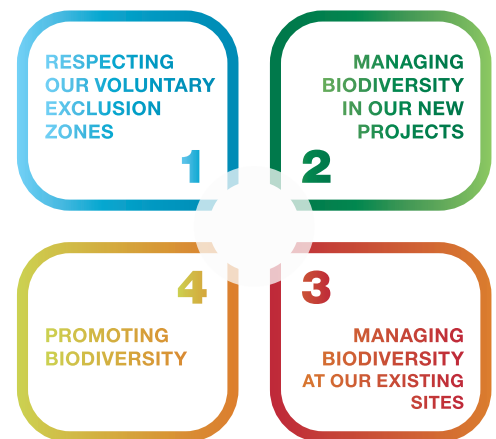 RESPECTING
OUR VOLUNTARY
EXCLUSION
ZONES
1
MANAGING
BIODIVERSITY
IN OUR NEW
PROJECTS
2
4
PROMOTING
BIODIVERSITY
3
MANAGING
BIODIVERSITY
AT OUR EXISTING
SITES